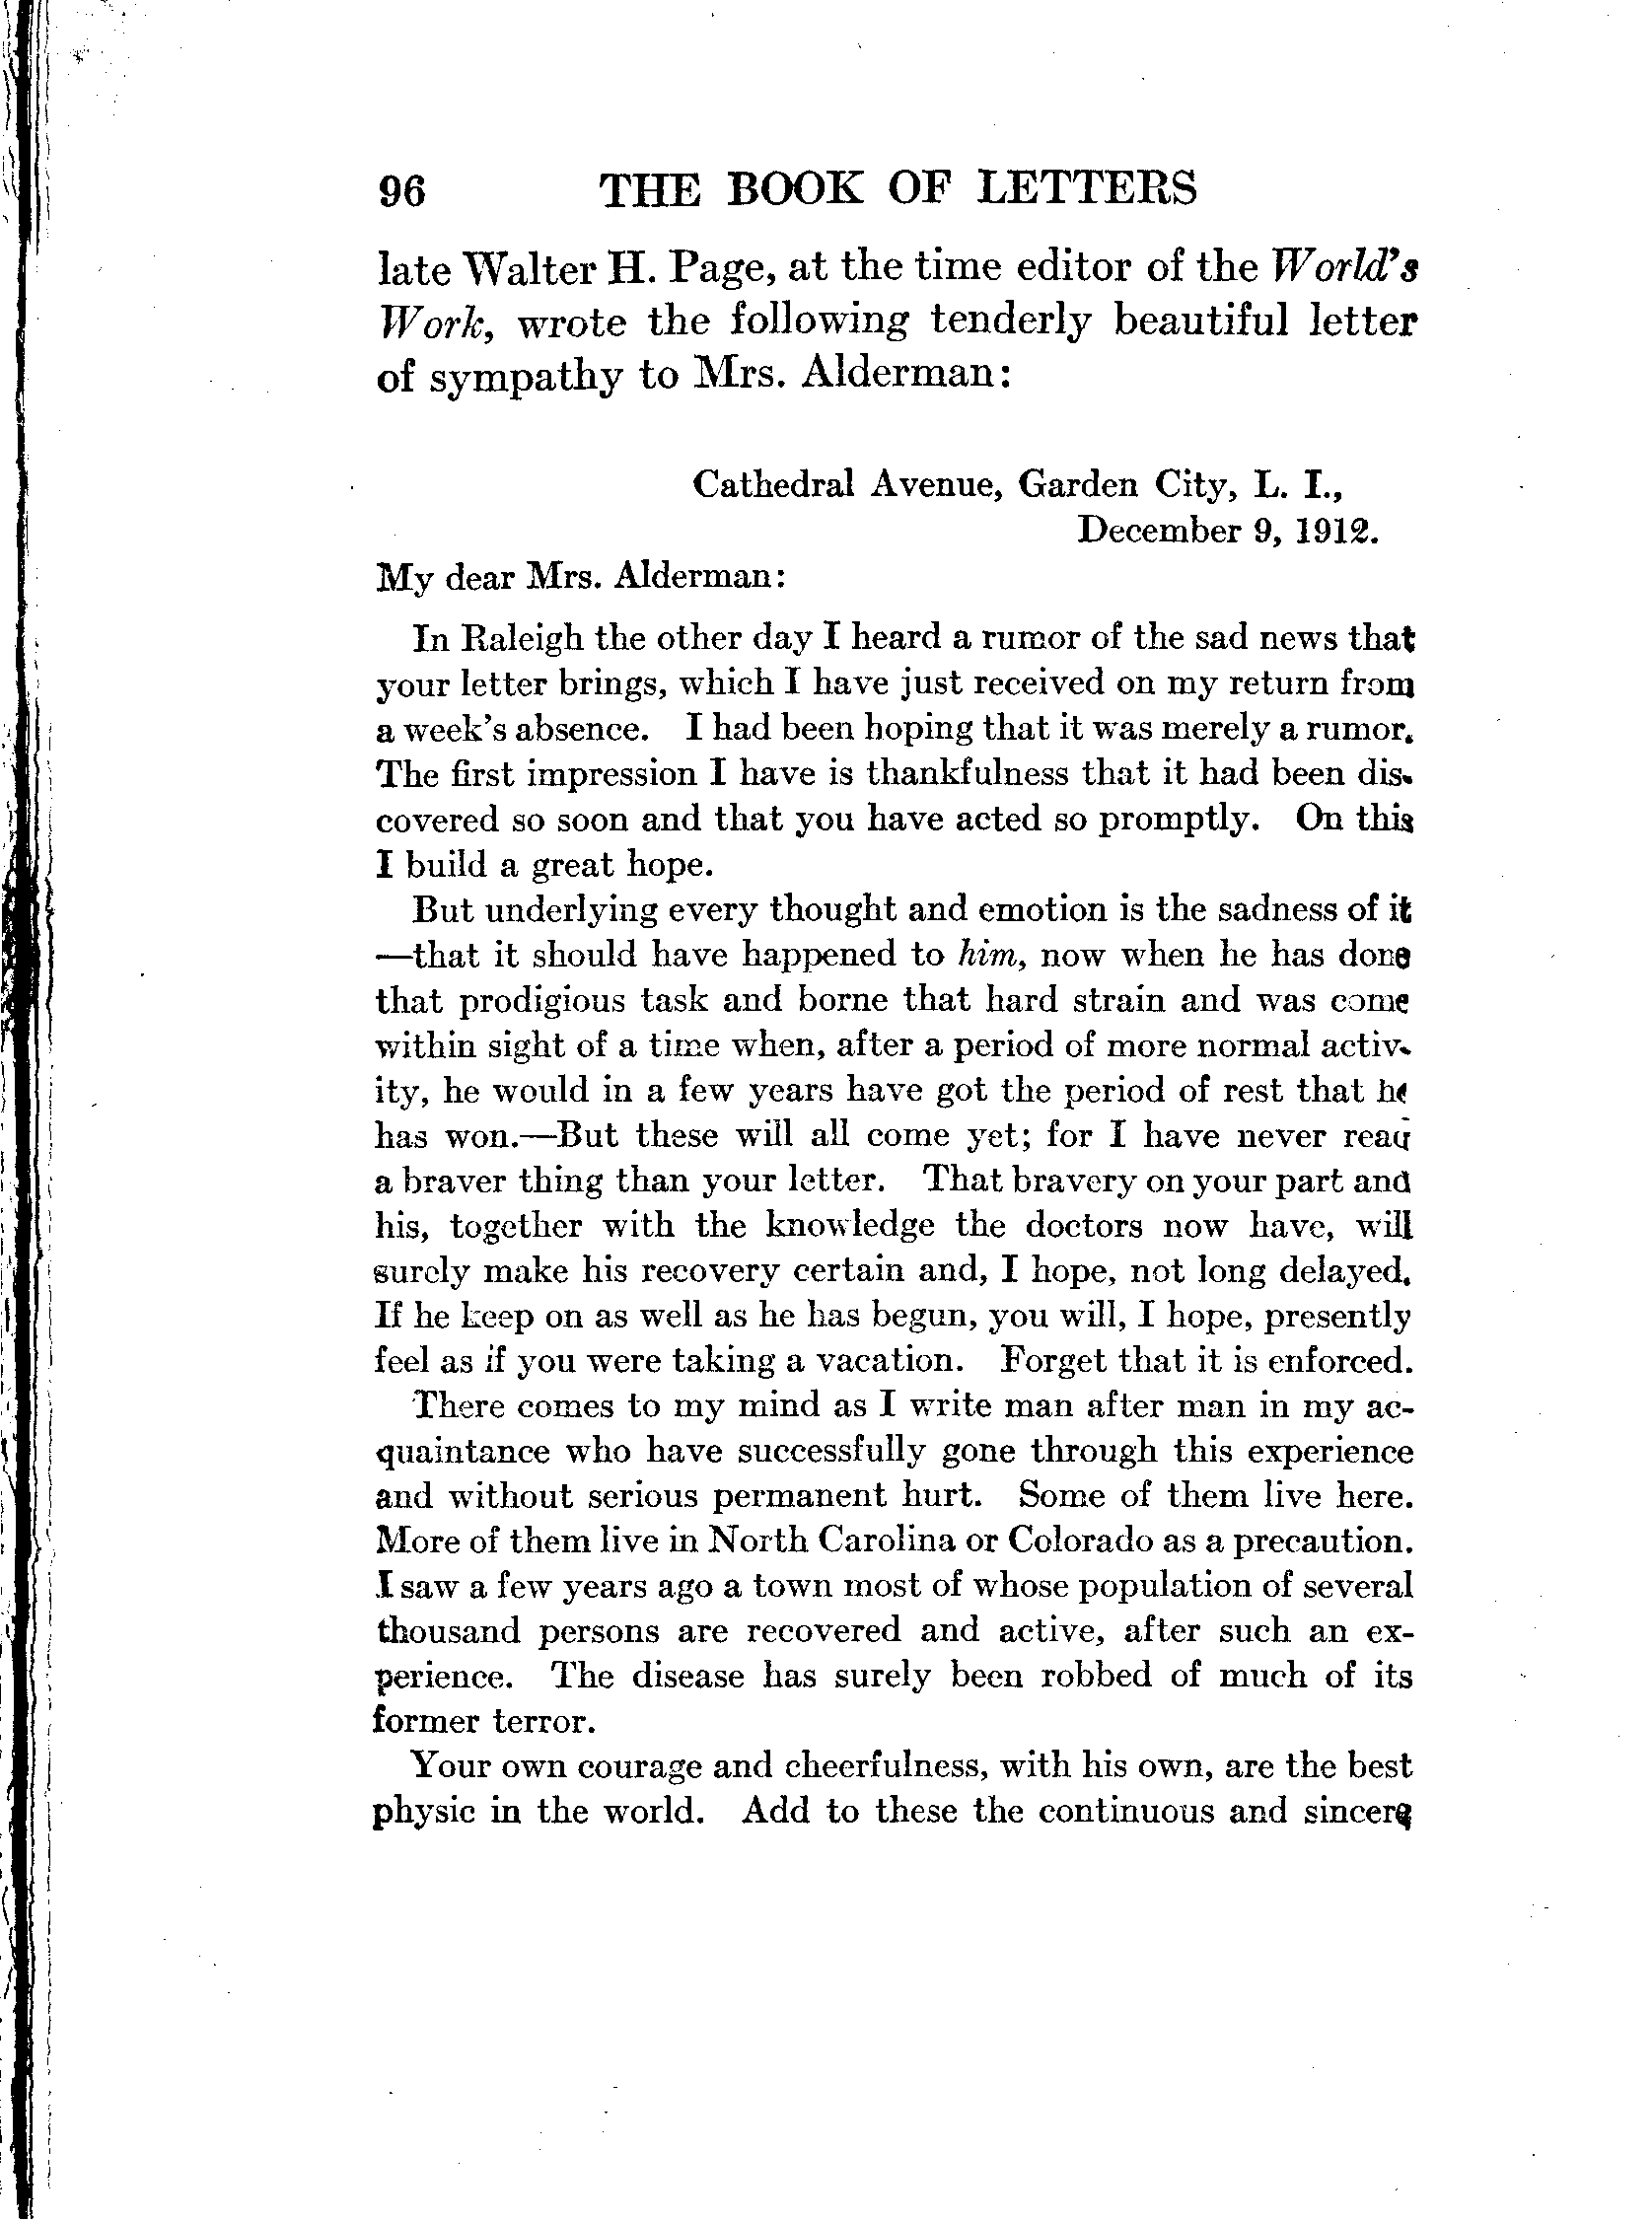 96 THE BOOK OF LETTERS
late Walter H. Page, at the time editor of the World's
Work, wrote the following tenderly beautiful letter
of sympathy to Mrs. Alderman:
Cathedral Avenue, Garden City, L. I.,
December 9, 1912.
My dear Mrs. Alderman:
In Raleigh the other day I heard a rumor of the sad news that
your letter brings, which I have just received on my return from
a week's absence. I had been hoping that it was merely a rumor.
The first impression I have is thankfulness that it had been dis-
covered so soon and that you have acted so promptly. On this
I build a great hope.
But underlying every thought and emotion is the sadness of it
—that it should have happened to him, now when he has done
that prodigious task and borne that hard strain and was come
within sight of a time when, after a period of more normal activ-
ity, he would in a few years have got the period of rest that he
has won.—But these will all come yet; for I have never read
a braver thing than your letter. That bravery on your part and
his, together with the knowledge the doctors now have, will
surely make his recovery certain and, I hope, not long delayed.
If he keep on as well as he has begun, you will, I hope, presently
feel as if you were taking a vacation. Forget that it is enforced.
There comes to my mind as I write man after man in my ac-
quaintance who have successfully gone through this experience
and without serious permanent hurt. Some of them live here.
More of them live in North Carolina or Colorado as a precaution.
I saw a few years ago a town most of whose population of several
thousand persons are recovered and active, after such an ex-
perience. The disease has surely been robbed of much of its
former terror.
Your own courage and cheerfulness, with his own, are the best
physic in the world. Add to these the continuous and sincere